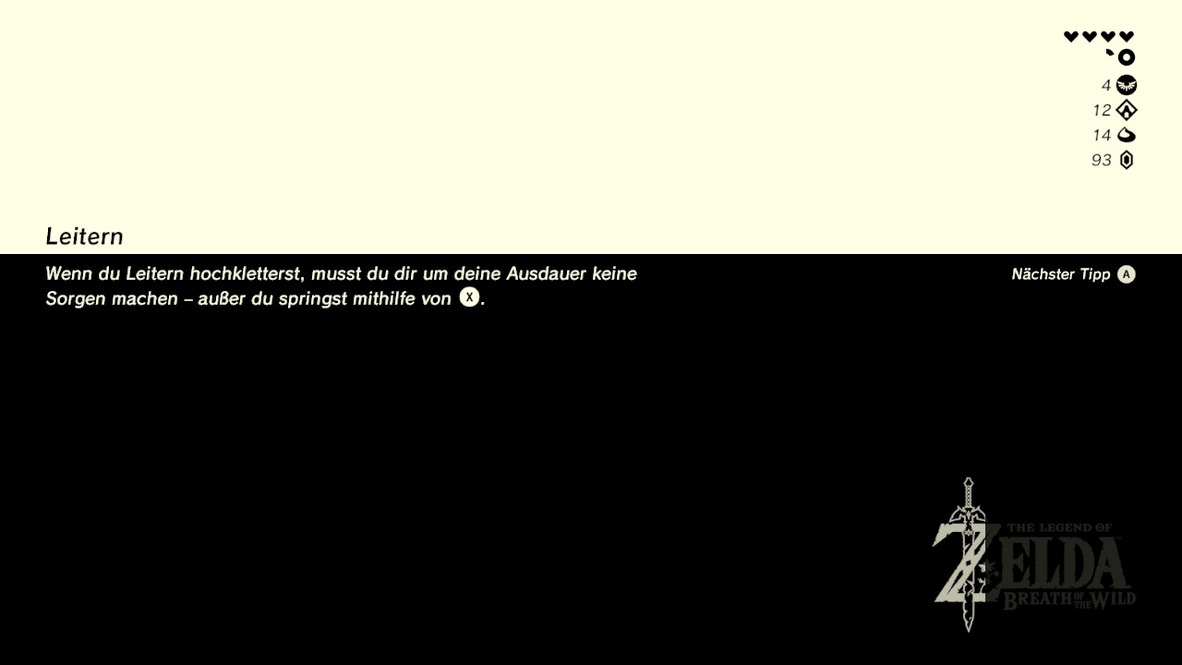 4
12
14
93
Leitern
Wenn du Leitern hochkletterst, musst du dir um deine Ausdauer keine
Sorgen machen – außer du springst mithilfe von X.
Nächster Tipp A
THE LEGEND OF
ZELDA
BREATH OF THE WILD